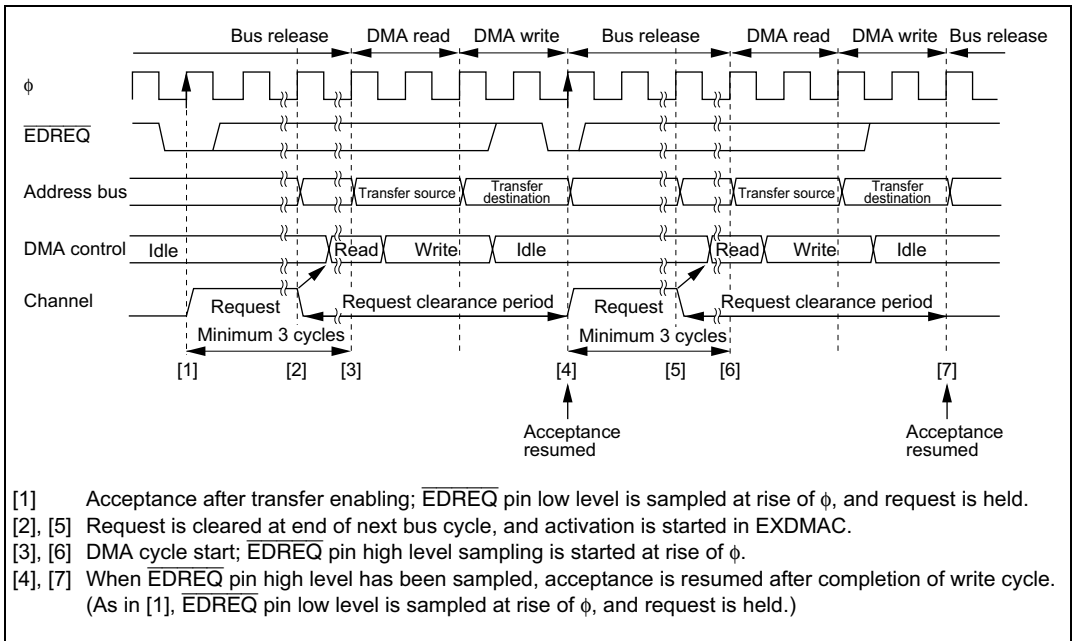 Bus release DMA read DMA write Bus release DMA read DMA write Bus release
ϕ
EDREQ
Address bus Transfer source Transfer destination Transfer source Transfer destination
DMA control Idle Read Write Idle Read Write Idle
Channel Request Request clearance period Request Request clearance period
Minimum 3 cycles Minimum 3 cycles
[1] [2] [3] [4] [5] [6] [7]
Acceptance resumed Acceptance resumed
[1] Acceptance after transfer enabling; EDREQ pin low level is sampled at rise of ϕ, and request is held.
[2], [5] Request is cleared at end of next bus cycle, and activation is started in EXDMAC.
[3], [6] DMA cycle start; EDREQ pin high level sampling is started at rise of ϕ.
[4], [7] When EDREQ pin high level has been sampled, acceptance is resumed after completion of write cycle.
(As in [1], EDREQ pin low level is sampled at rise of ϕ, and request is held.)